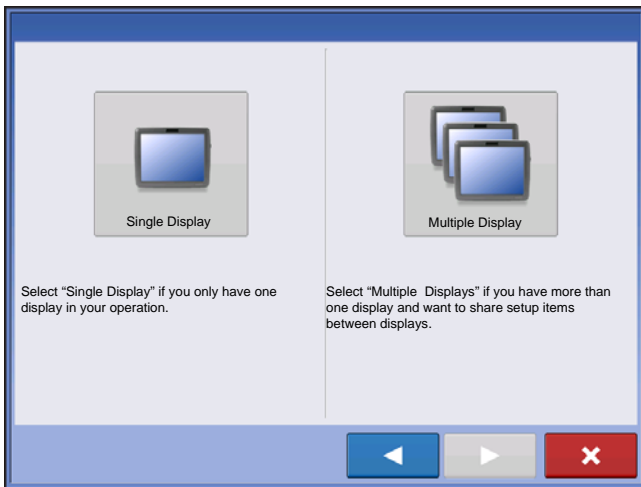 Single Display
Multiple Display
Select “Single Display” if you only have one
display in your operation.
Select “Multiple  Displays” if you have more than
one display and want to share setup items
between displays.